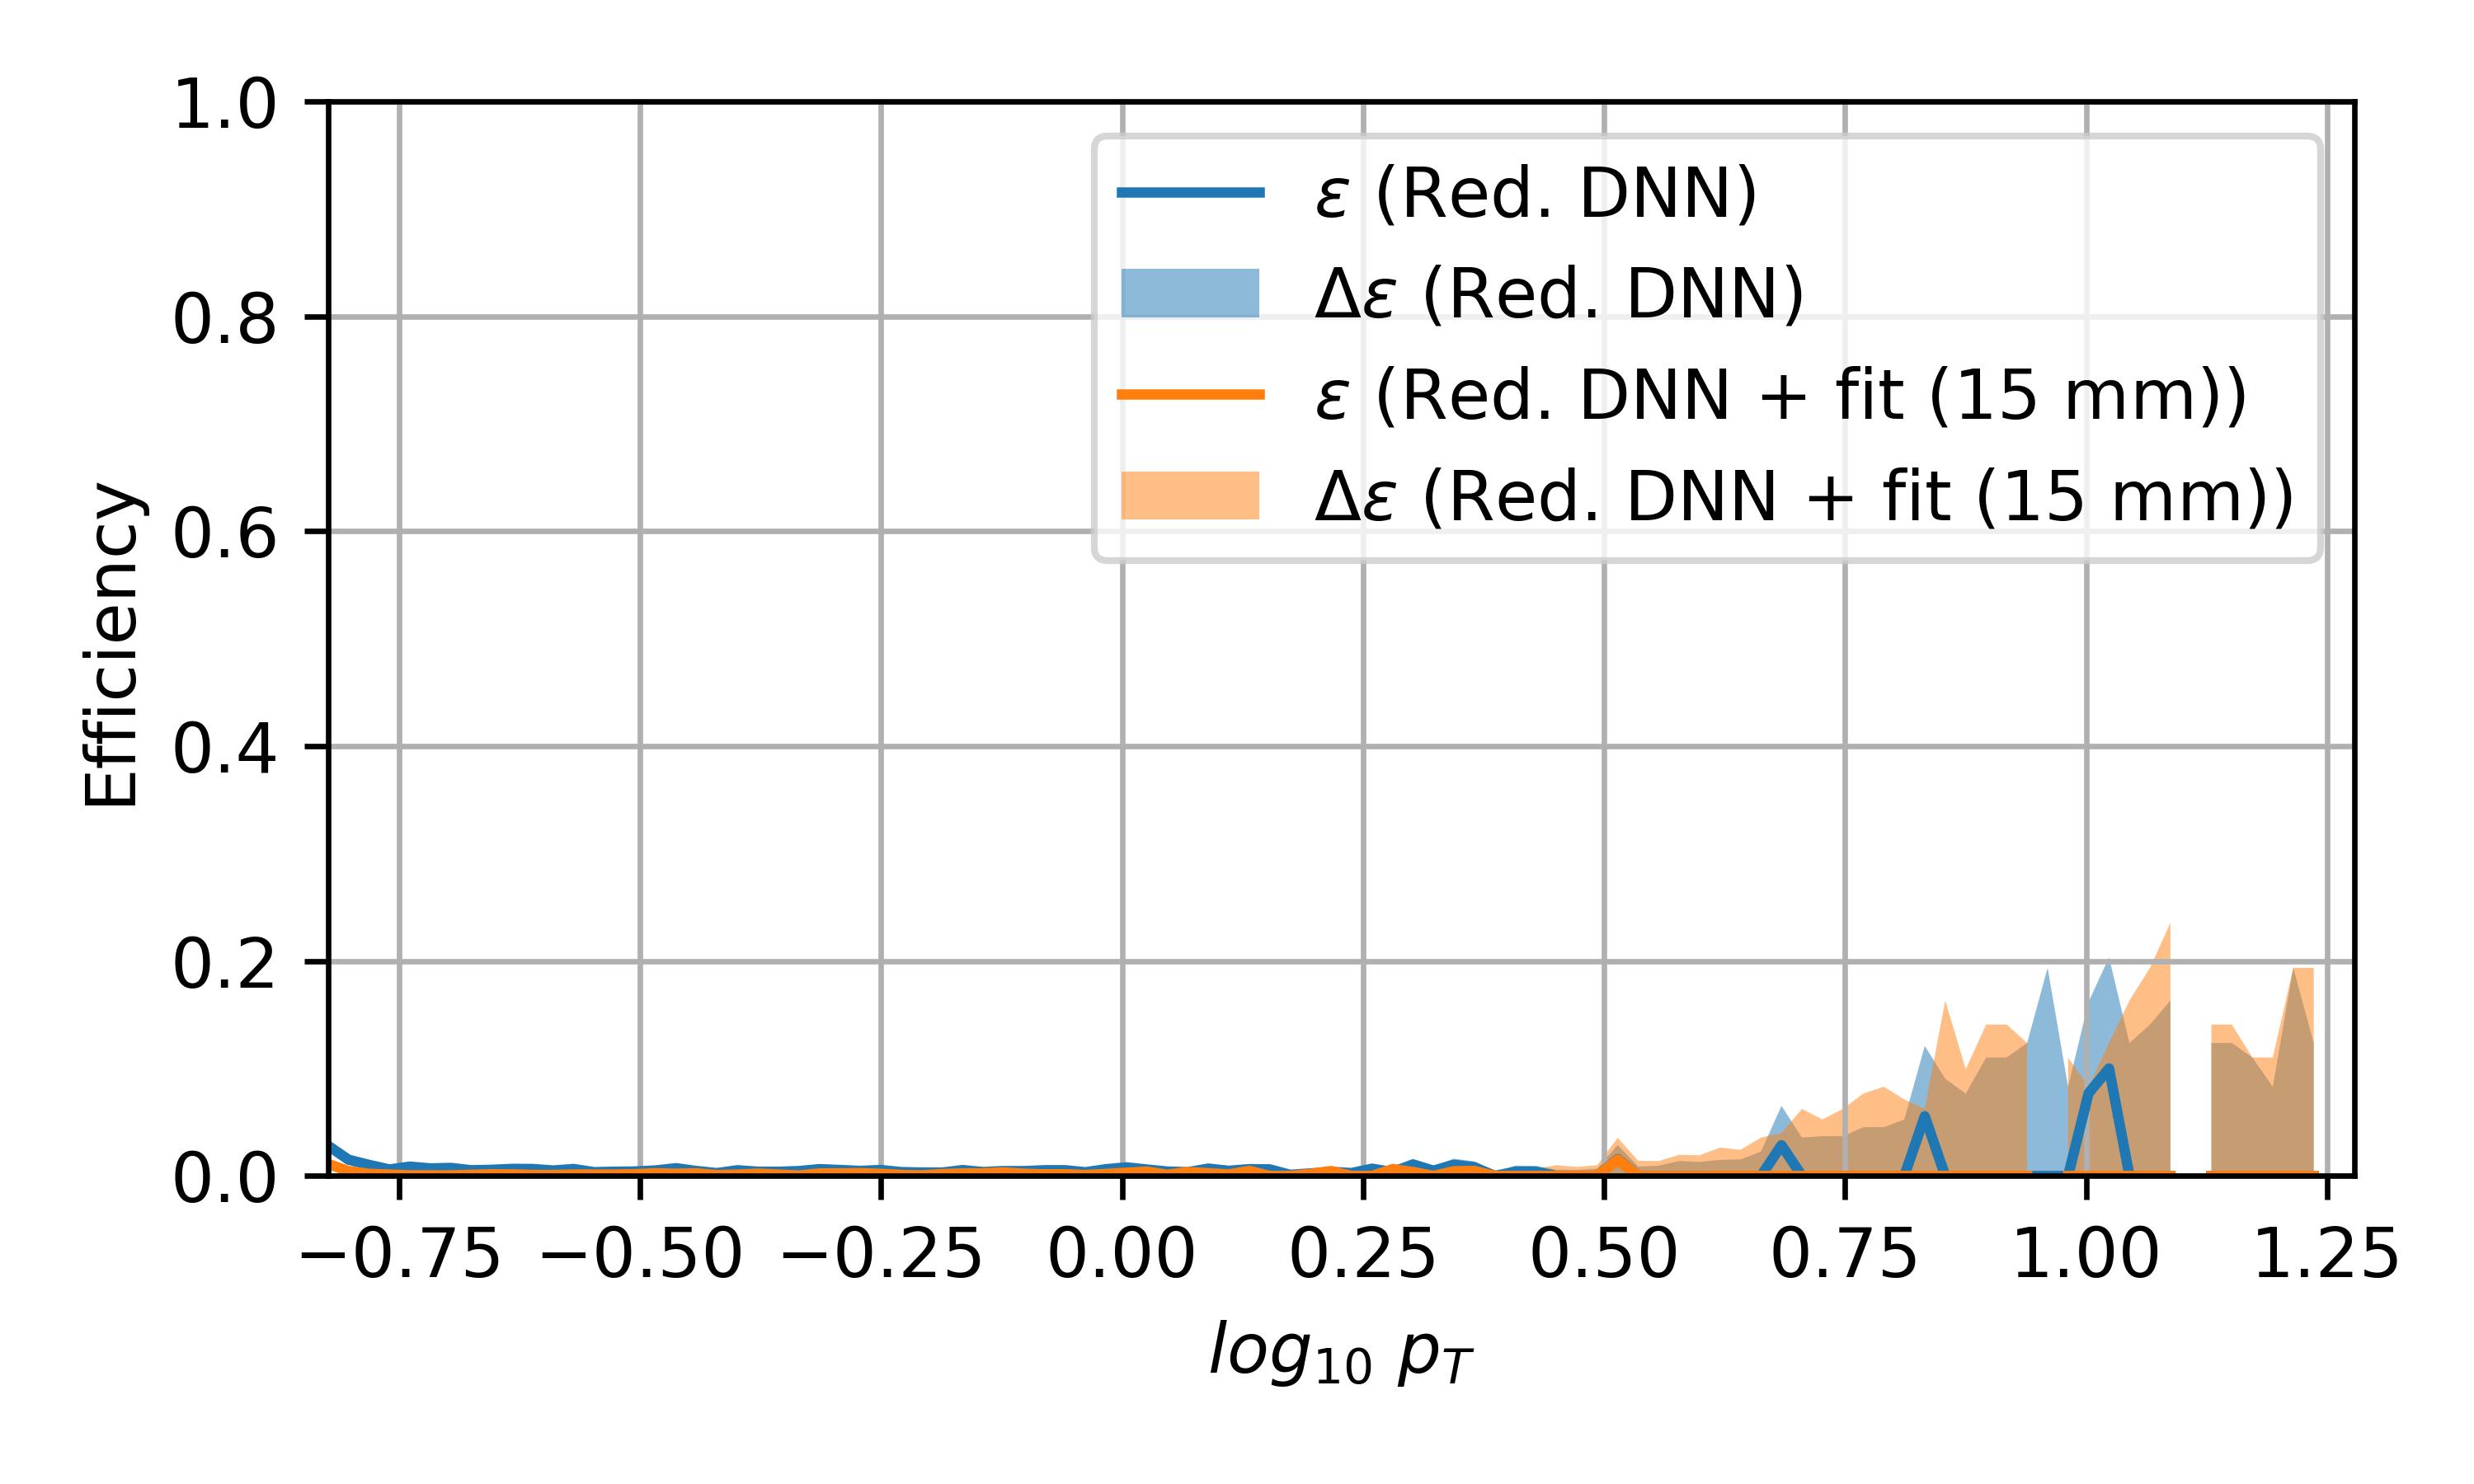 1.0
0.8
0.6
0.4
0.2
0.0
Efficiency
ε (Red. DNN)
Δε (Red. DNN)
ε (Red. DNN + fit (15 mm))
Δε (Red. DNN + fit (15 mm))
−0.75 −0.50 −0.25 0.00 0.25 0.50 0.75 1.00 1.25
log₁₀ p_T